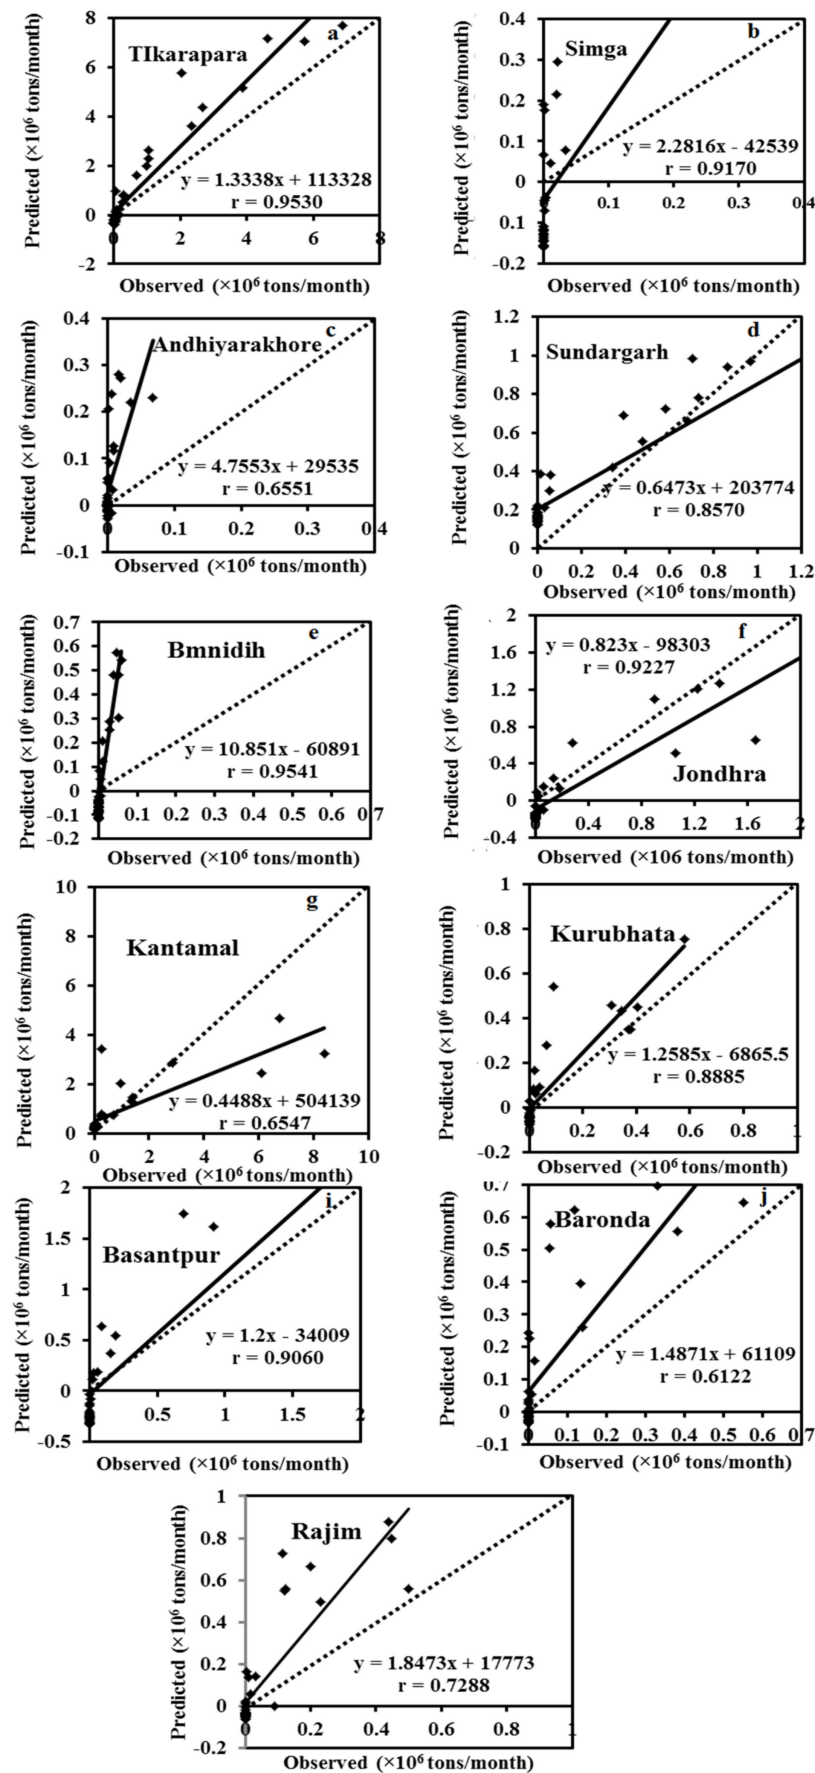 8
6
4
2
0
-2
0
2
4
6
8
a
TIkarapara
y = 1.3338x + 113328
r = 0.9530
Predicted (×10⁶ tons/month)
Observed (×10⁶ tons/month)
0.4
0.3
0.2
0.1
0
0.1
-0.2
0.1
0.2
0.3
0.4
b
Simga
y = 2.2816x - 42539
r = 0.9170
Predicted (×10⁶ tons/month)
Observed (×10⁶ tons/month)
0.4
0.3
0.2
0.1
0
-0.1
0
0.1
0.2
0.3
0.4
c
Andhiyarakhore
y = 4.7553x + 29535
r = 0.6551
Predicted (×10⁶ tons/month)
Observed (×10⁶ tons/month)
1.2
1
0.8
0.6
0.4
0.2
0
0
0.2
0.4
0.6
0.8
1
1.2
d
Sundargarh
y = 0.6473x + 203774
r = 0.8570
Predicted (×10⁶ tons/month)
Observed (×10⁶ tons/month)
0.7
0.6
0.5
0.4
0.3
0.2
0.1
0
-0.1
-0.2
0.1
0.2
0.3
0.4
0.5
0.6
0.7
e
Bmnidih
y = 10.851x - 60891
r = 0.9541
Predicted (×10⁶ tons/month)
Observed (×10⁶ tons/month)
2
1.6
1.2
0.8
0.4
0
-0.4
0
0.4
0.8
1.2
1.6
2
f
y = 0.823x - 98303
r = 0.9227
Jondhra
Predicted (×10⁶ tons/month)
Observed (×106 tons/month)
10
8
6
4
2
0
0
2
4
6
8
10
g
Kantamal
y = 0.4488x + 504139
r = 0.6547
Predicted (×10⁶ tons/month)
Observed (×10⁶ tons/month)
1
0.8
0.6
0.4
0.2
0
-0.2
0
0.2
0.4
0.6
0.8
1
Kurubhata
y = 1.2585x - 6865.5
r = 0.8885
Predicted (×10⁶ tons/month)
Observed (×10⁶ tons/month)
2
1.5
1
0.5
0
-0.5
0
0.5
1
1.5
2
i
Basantpur
y = 1.2x - 34009
r = 0.9060
Predicted (×10⁶ tons/month)
Observed (×10⁶ tons/month)
0.7
0.6
0.5
0.4
0.3
0.2
0.1
0
-0.1
0
0.1
0.2
0.3
0.4
0.5
0.6
0.7
j
Baronda
y = 1.4871x + 61109
r = 0.6122
Predicted (×10⁶ tons/month)
Observed (×10⁶ tons/month)
1
0.8
0.6
0.4
0.2
0
-0.2
0
0.2
0.4
0.6
0.8
1
Rajim
y = 1.8473x + 17773
r = 0.7288
Predicted (×10⁶ tons/month)
Observed (×10⁶ tons/month)